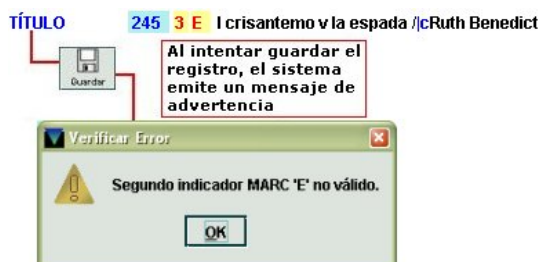 TÍTULO 245 3 E l crisantemo v la espada /|cRuth Benedict
Guardar
Al intentar guardar el
registro, el sistema
emite un mensaje de
advertencia
Verificar Error
Segundo indicador MARC 'E' no válido.
OK